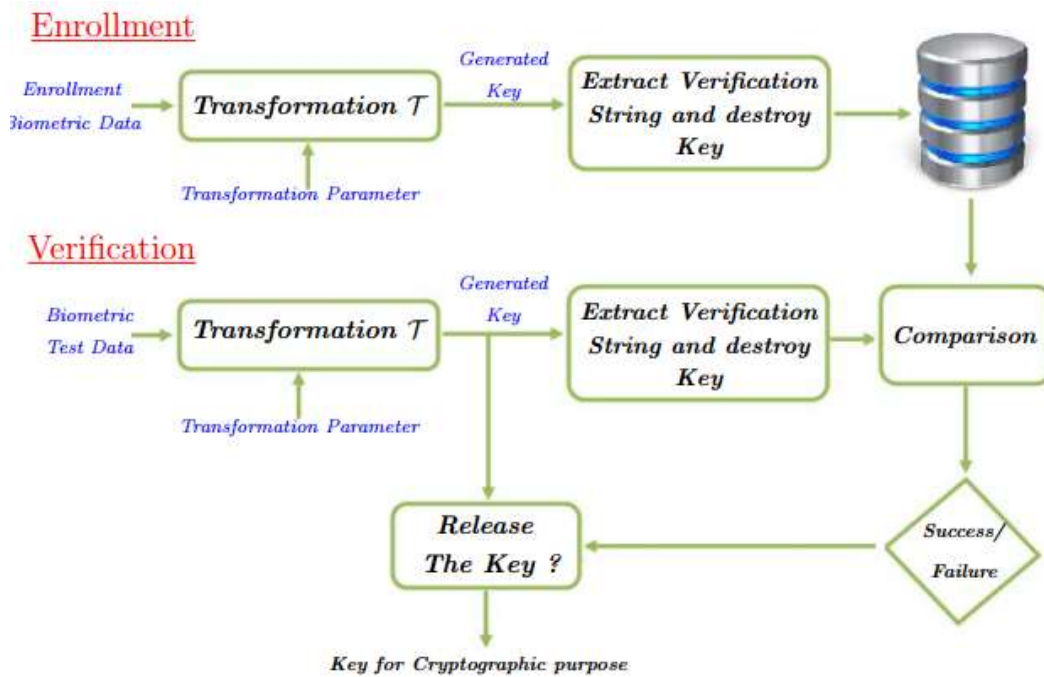 Enrollment
Enrollment
Biometric Data
Transformation T
Transformation Parameter
Generated
Key
Extract Verification
String and destroy
Key
Verification
Biometric
Test Data
Transformation T
Transformation Parameter
Generated
Key
Extract Verification
String and destroy
Key
Comparison
Success/
Failure
Release
The Key ?
Key for Cryptographic purpose